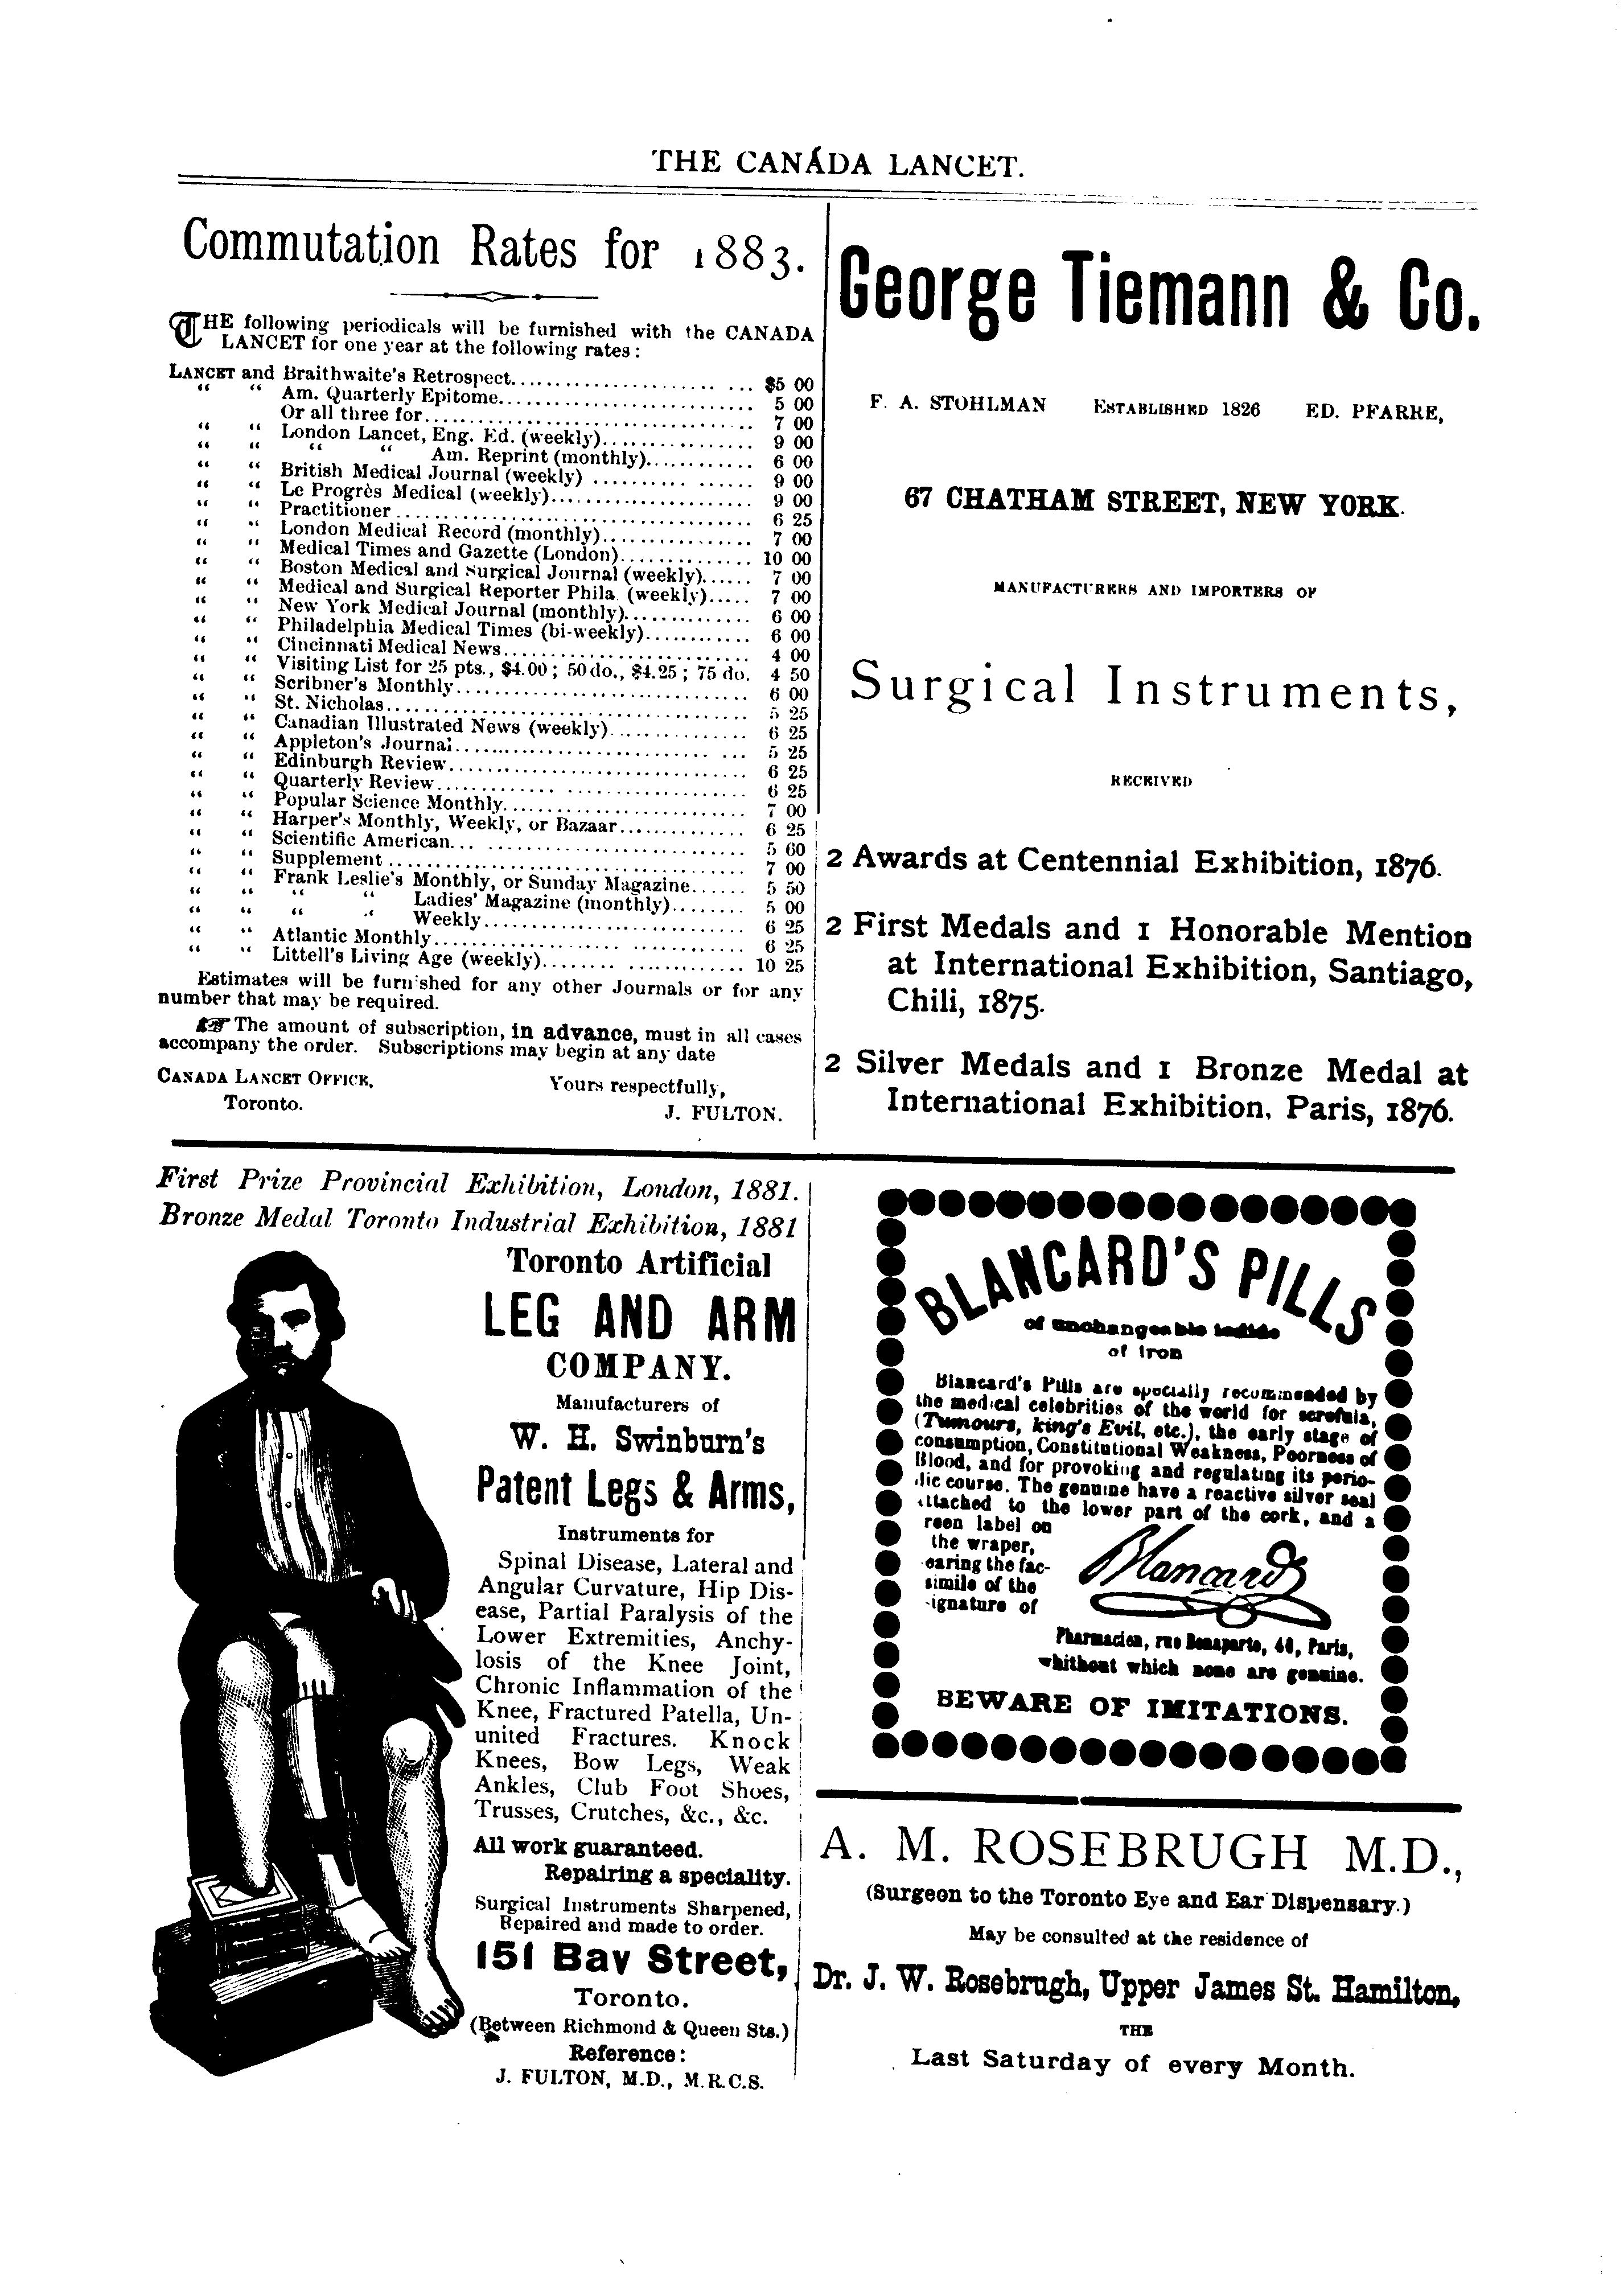 THE CANADA LANCET.
Commutation Rates for 1883.
THE following periodicals will be furnished with the CANADA
LANCET for one year at the following rates :
LANCET and Braithwaite's Retrospect........ $5 00
“ “ Am. Quarterly Epitome........ 5 00
Or all three for........ 7 00
“ “ London Lancet, Eng. Ed. (weekly)........ 9 00
“ “ “ “ Am. Reprint (monthly)........ 6 00
“ “ British Medical Journal (weekly)........ 9 00
“ “ Le Progrès Medical (weekly)........ 9 00
“ “ Practitioner........ 6 25
“ “ London Medical Record (monthly)........ 7 00
“ “ Medical Times and Gazette (London)........ 10 00
“ “ Boston Medical and Surgical Journal (weekly)...... 7 00
“ “ Medical and Surgical Reporter Phila. (weekly)..... 7 00
“ “ New York Medical Journal (monthly)........ 6 00
“ “ Philadelphia Medical Times (bi-weekly)........ 6 00
“ “ Cincinnati Medical News........ 4 00
“ “ Visiting List for 25 pts., $4.00 ; 50 do., $4.25 ; 75 do. 4 50
“ “ Scribner's Monthly........ 6 00
“ “ St. Nicholas........ 5 25
“ “ Canadian Illustrated News (weekly)........ 6 25
“ “ Appleton's Journal........ 5 25
“ “ Edinburgh Review........ 6 25
“ “ Quarterly Review........ 6 25
“ “ Popular Science Monthly........ 7 00
“ “ Harper's Monthly, Weekly, or Bazaar........ 6 25
“ “ Scientific American........ 5 60
“ “ Supplement........ 7 00
“ “ Frank Leslie's Monthly, or Sunday Magazine...... 5 50
“ “ “ “ Ladies' Magazine (monthly)........ 5 00
“ “ “ “ Weekly........ 6 25
“ “ Atlantic Monthly........ 6 25
“ “ Littell's Living Age (weekly)........ 10 25
Estimates will be furnished for any other Journals or for any
number that may be required.
☞ The amount of subscription, in advance, must in all cases
accompany the order. Subscriptions may begin at any date
CANADA LANCET OFFICE, Yours respectfully,
Toronto. J. FULTON.
George Tiemann & Co.
F. A. STOHLMAN ESTABLISHED 1826 ED. PFARRE,
67 CHATHAM STREET, NEW YORK.
MANUFACTURERS AND IMPORTERS OF
Surgical Instruments,
RECEIVED
2 Awards at Centennial Exhibition, 1876.
2 First Medals and 1 Honorable Mention
at International Exhibition, Santiago,
Chili, 1875.
2 Silver Medals and 1 Bronze Medal at
International Exhibition, Paris, 1876.
First Prize Provincial Exhibition, London, 1881.
Bronze Medal Toronto Industrial Exhibition, 1881
Toronto Artificial
LEG AND ARM
COMPANY.
Manufacturers of
W. H. Swinburn's
Patent Legs & Arms,
Instruments for
Spinal Disease, Lateral and
Angular Curvature, Hip Dis-
ease, Partial Paralysis of the
Lower Extremities, Anchy-
losis of the Knee Joint,
Chronic Inflammation of the
Knee, Fractured Patella, Un-
united Fractures. Knock
Knees, Bow Legs, Weak
Ankles, Club Foot Shoes,
Trusses, Crutches, &c., &c.
All work guaranteed.
Repairing a speciality.
Surgical Instruments Sharpened,
Repaired and made to order.
151 Bay Street,
Toronto.
(Between Richmond & Queen Sts.)
Reference :
J. FULTON, M.D., M.R.C.S.
BLANCARD'S PILLS
of unchangeable iodide
of iron
Blancard's Pills are specially recommended by
the medical celebrities of the world for scrofula,
(Tumours, king's Evil, etc.), the early stage of
consumption, Constitutional Weakness, Poorness of
Blood, and for provoking and regulating its perio-
dic course. The genuine have a reactive silver seal
attached to the lower part of the cork, and a
reen label on
the wraper,
earing the fac-
simile of the
ignature of
Blancard
Pharmacien, rue Bonaparte, 40, Paris,
whithout which none are genuine.
BEWARE OF IMITATIONS.
A. M. ROSEBRUGH M.D.,
(Surgeon to the Toronto Eye and Ear Dispensary.)
May be consulted at the residence of
Dr. J. W. Rosebrugh, Upper James St. Hamilton,
THE
Last Saturday of every Month.